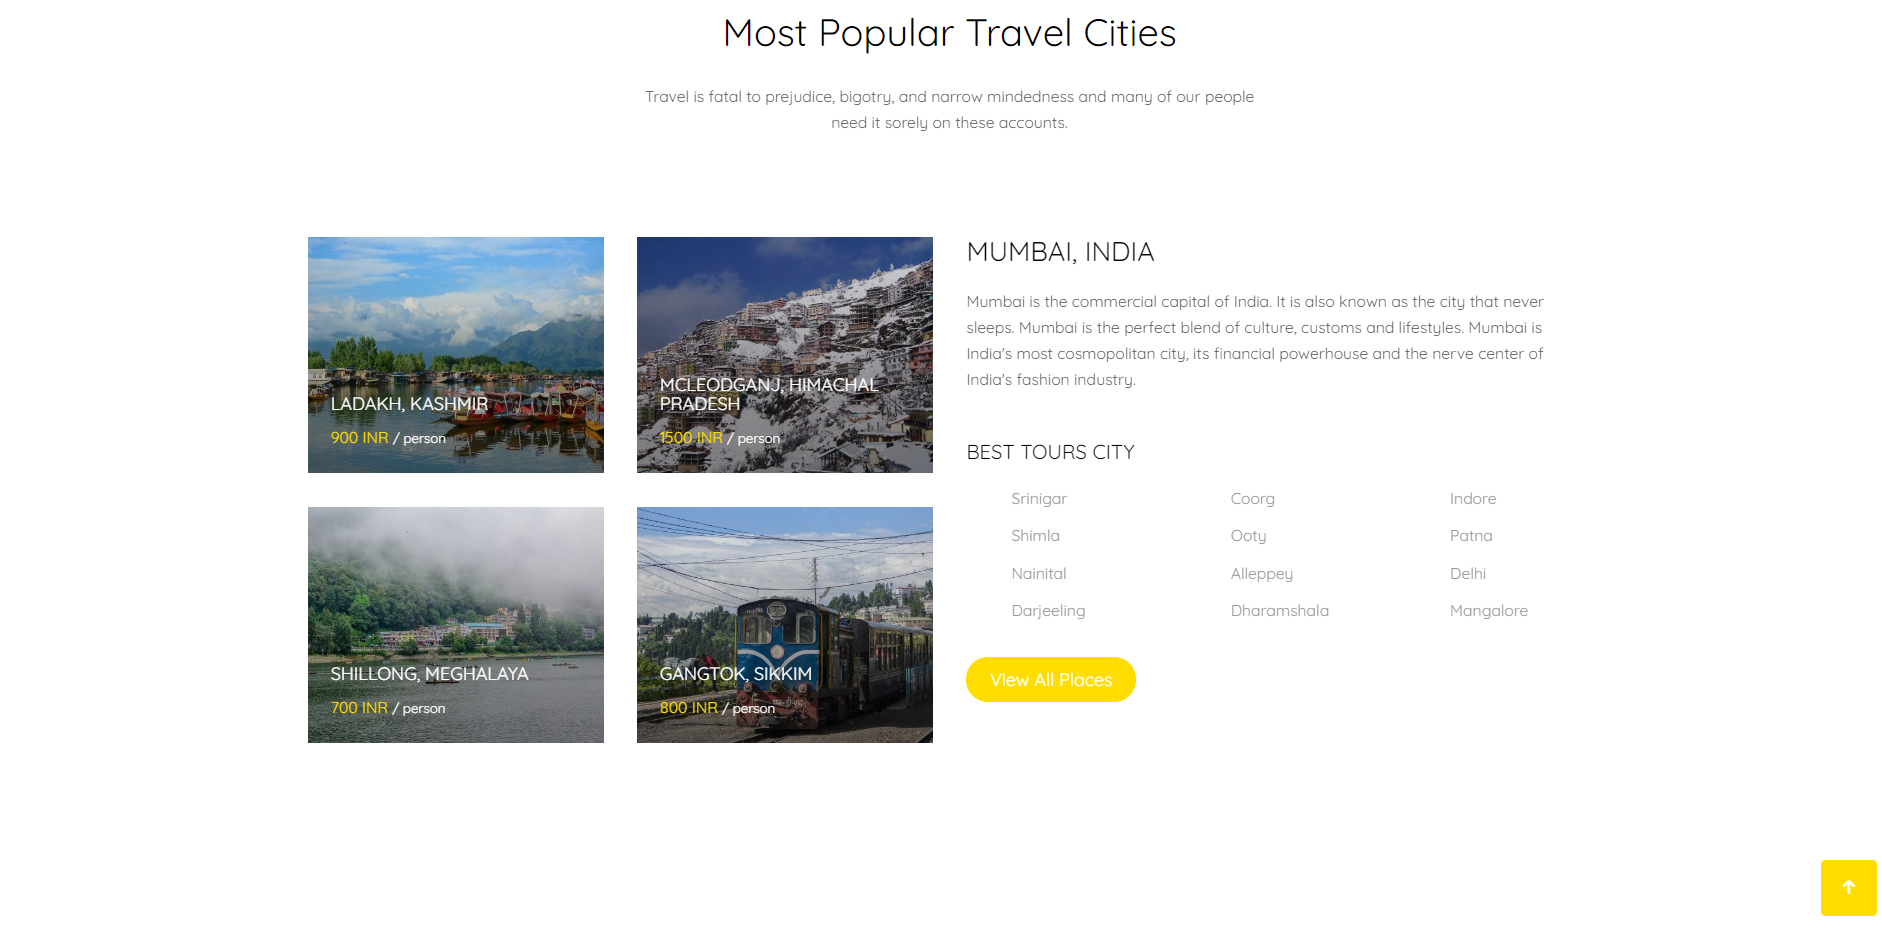 Most Popular Travel Cities
Travel is fatal to prejudice, bigotry, and narrow mindedness and many of our people
need it sorely on these accounts.
LADAKH, KASHMIR
900 INR / person
MCLEODGANJ, HIMACHAL
PRADESH
1500 INR / person
SHILLONG, MEGHALAYA
700 INR / person
GANGTOK, SIKKIM
800 INR / person
MUMBAI, INDIA
Mumbai is the commercial capital of India. It is also known as the city that never
sleeps. Mumbai is the perfect blend of culture, customs and lifestyles. Mumbai is
India's most cosmopolitan city, its financial powerhouse and the nerve center of
India's fashion industry.
BEST TOURS CITY
Srinigar Coorg Indore
Shimla Ooty Patna
Nainital Alleppey Delhi
Darjeeling Dharamshala Mangalore
View All Places